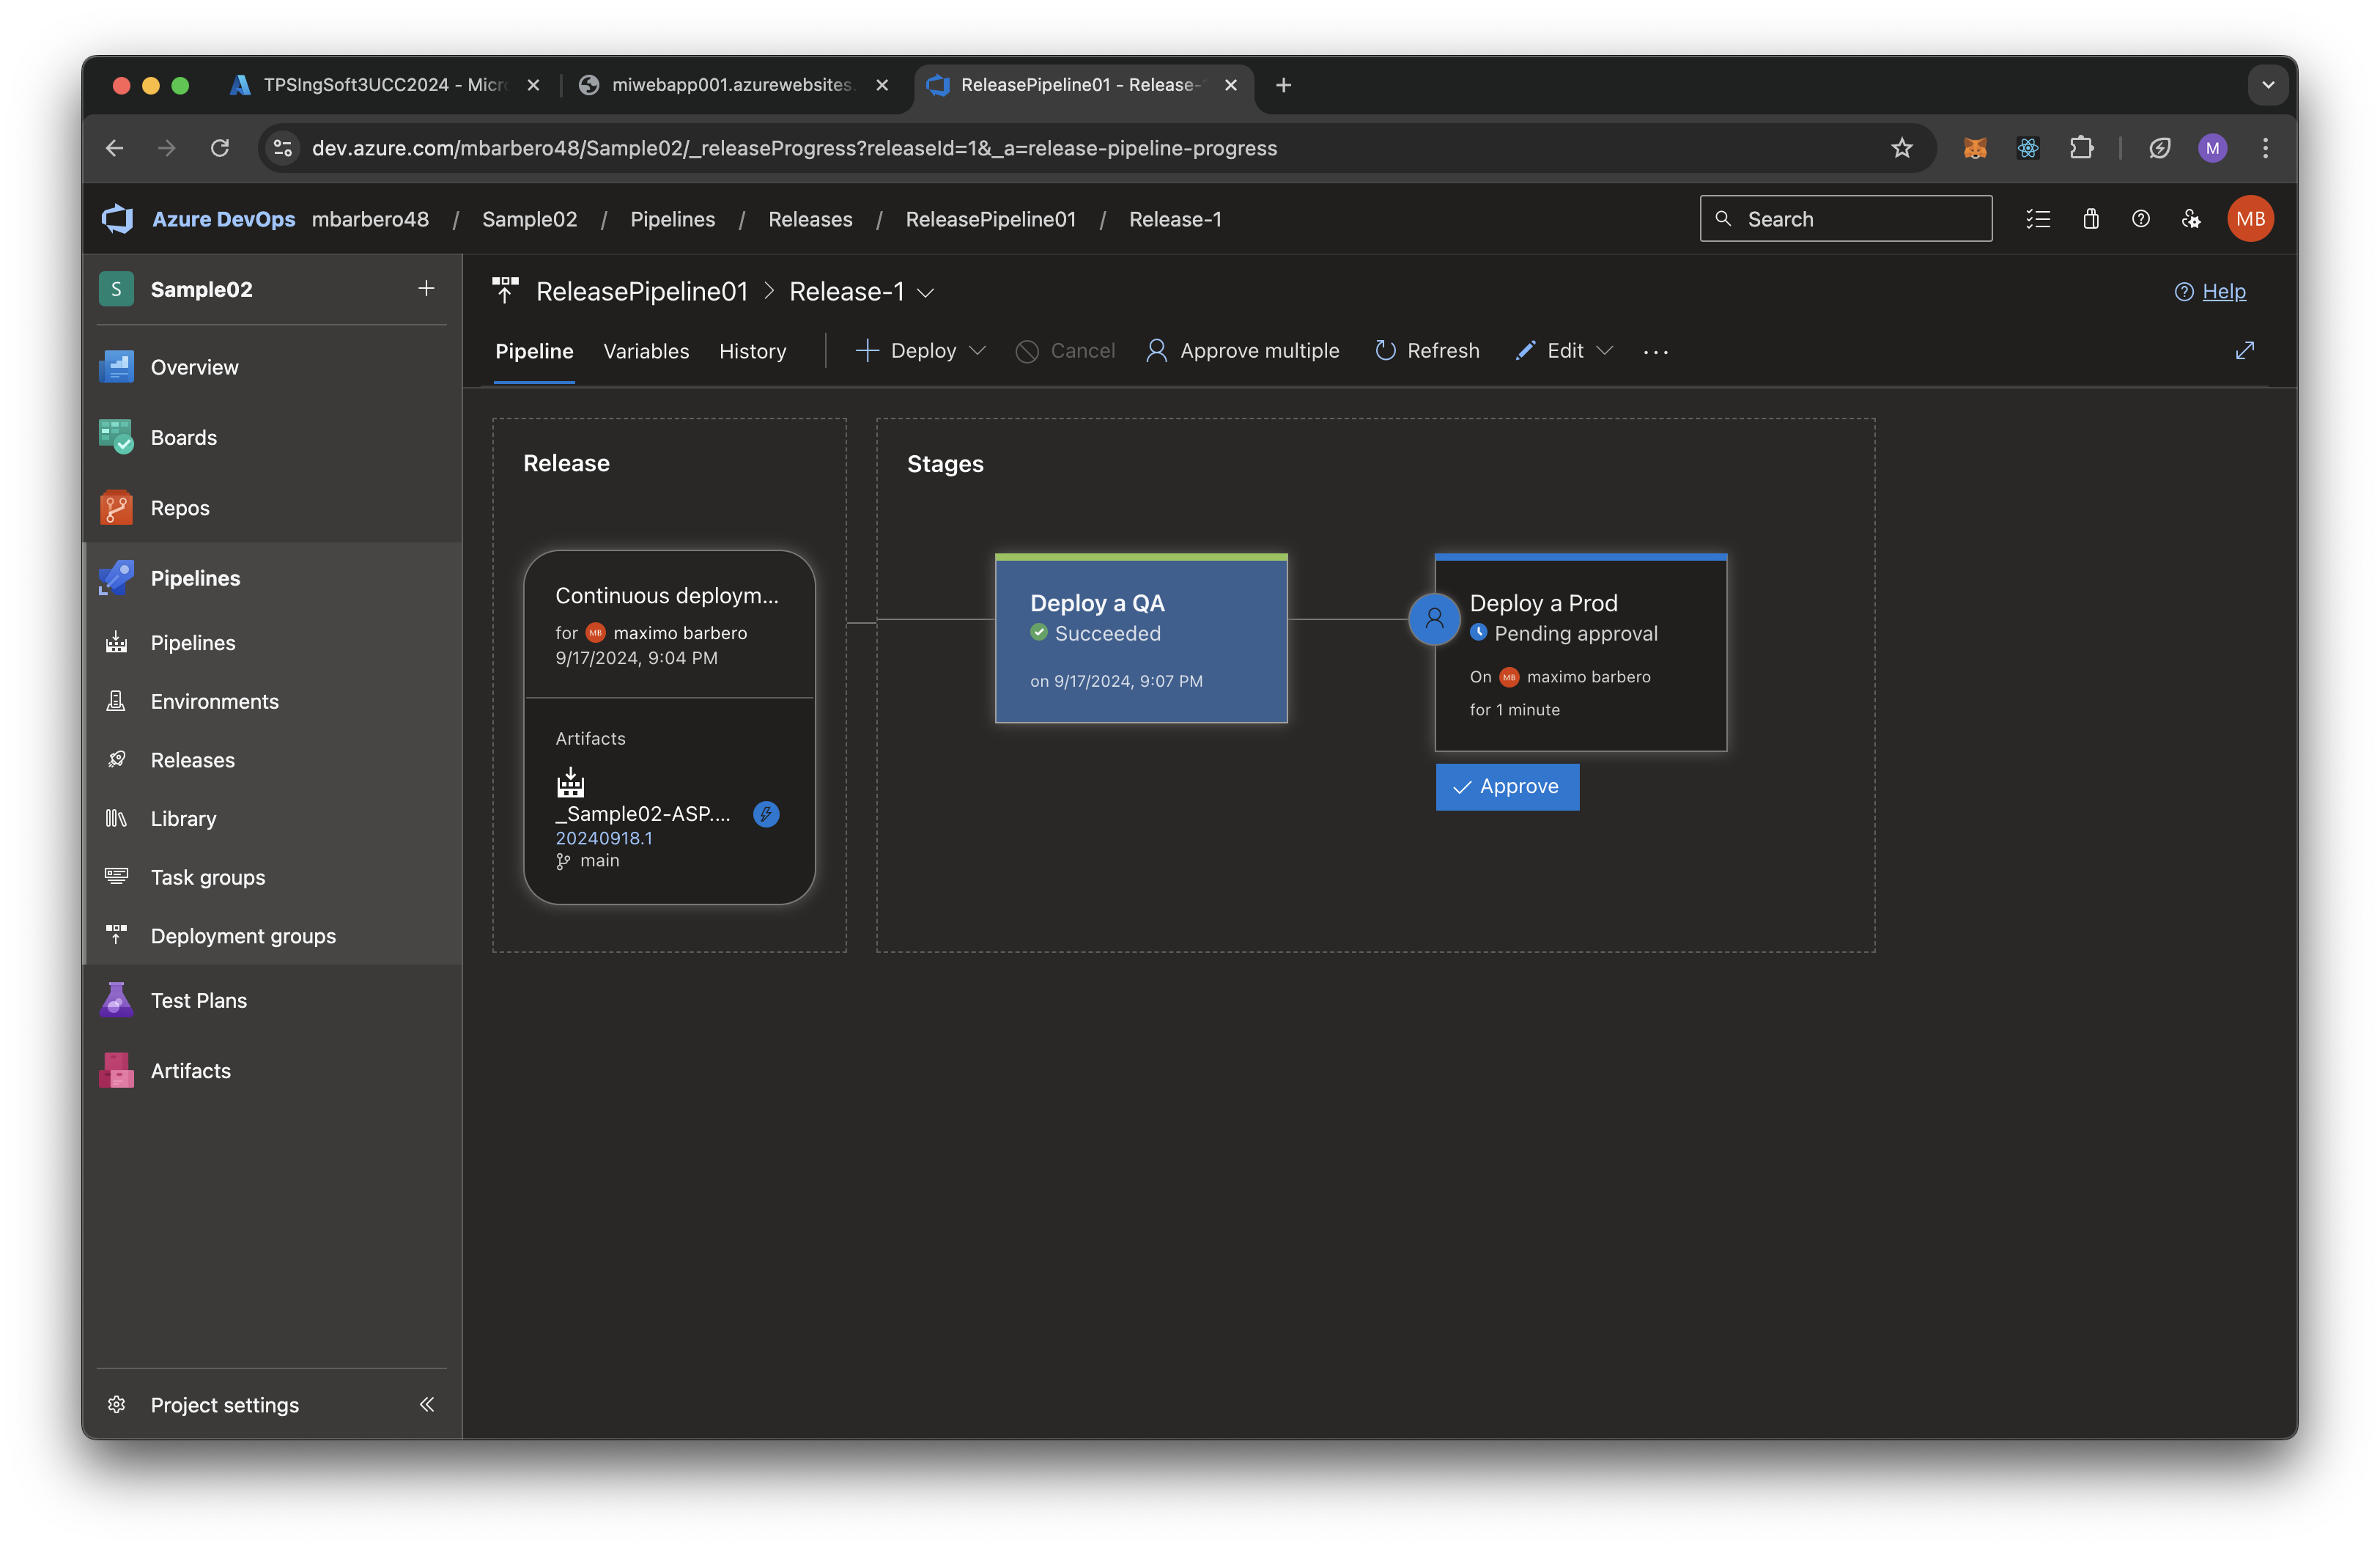 TPSIngSoft3UCC2024 - Micr
miwebapp001.azurewebsites.
ReleasePipeline01 - Release-
dev.azure.com/mbarbero48/Sample02/_releaseProgress?releaseId=1&_a=release-pipeline-progress
M
Azure DevOps mbarbero48 / Sample02 / Pipelines / Releases / ReleasePipeline01 / Release-1
Search
MB
S Sample02
Overview
Boards
Repos
Pipelines
Pipelines
Environments
Releases
Library
Task groups
Deployment groups
Test Plans
Artifacts
Project settings
ReleasePipeline01 > Release-1
Help
Pipeline Variables History Deploy Cancel Approve multiple Refresh Edit ...
Release
Continuous deploym...
for MB maximo barbero
9/17/2024, 9:04 PM
Artifacts
_Sample02-ASP....
20240918.1
main
Stages
Deploy a QA
Succeeded
on 9/17/2024, 9:07 PM
Deploy a Prod
Pending approval
On MB maximo barbero
for 1 minute
Approve